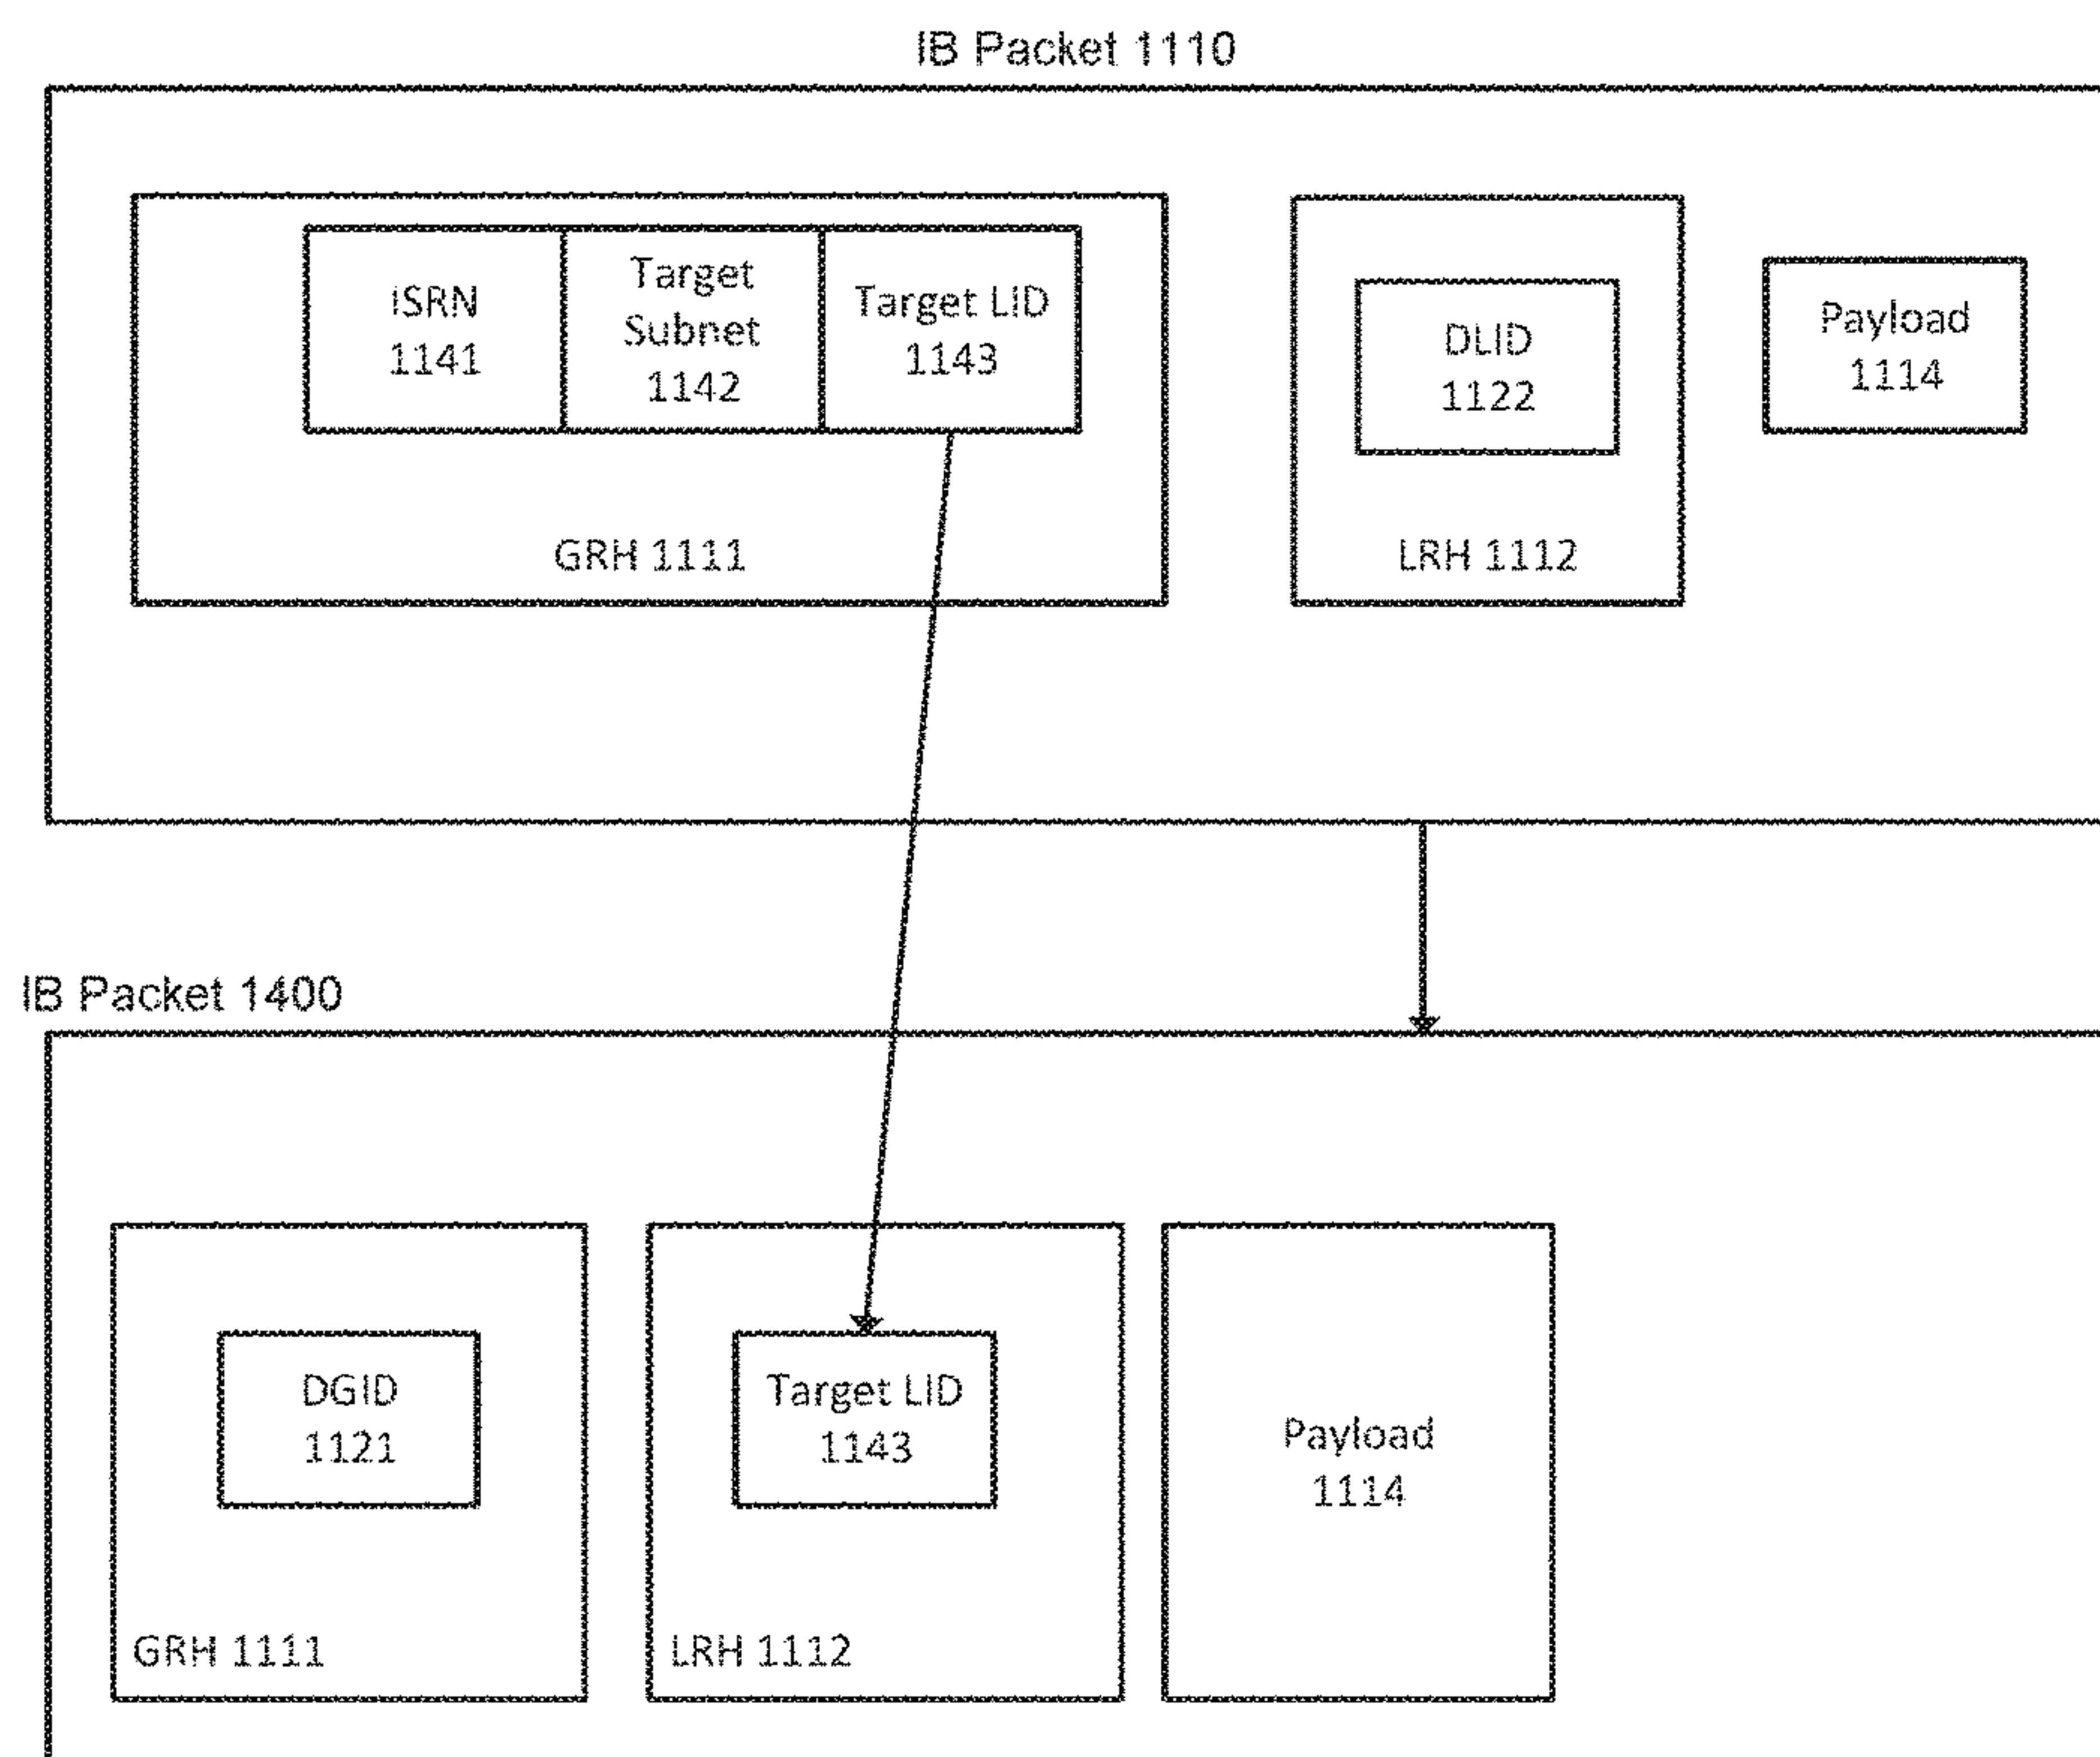 IB Packet 1110
ISRN
1141
Target
Subnet
1142
Target LID
1143
GRH 1111
DLID
1122
LRH 1112
Payload
1114
IB Packet 1400
DGID
1121
GRH 1111
Target LID
1143
LRH 1112
Payload
1114